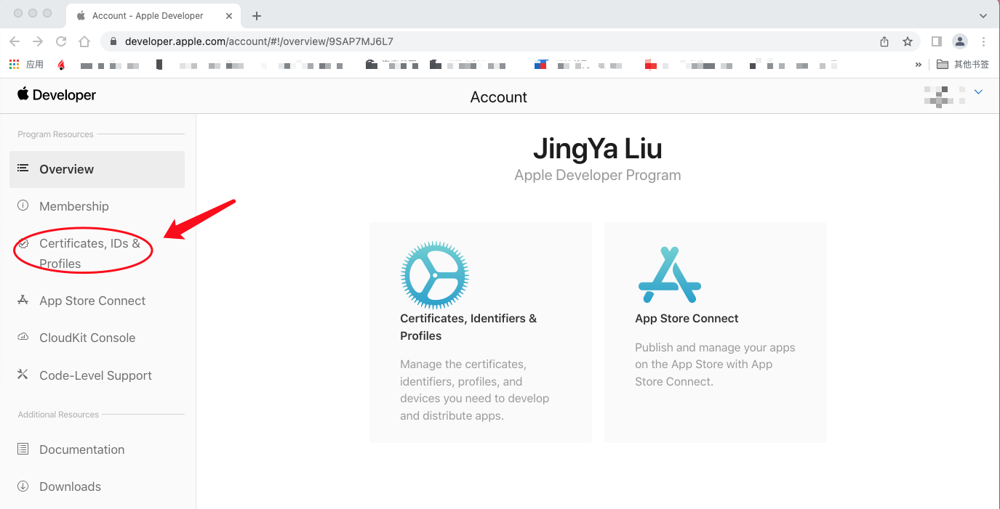 Account - Apple Developer
developer.apple.com/account/#!/overview/9SAP7MJ6L7
应用
其他书签
Developer
Account
Program Resources
Overview
Membership
Certificates, IDs &
Profiles
App Store Connect
CloudKit Console
Code-Level Support
Additional Resources
Documentation
Downloads
JingYa Liu
Apple Developer Program
Certificates, Identifiers &
Profiles
Manage the certificates,
identifiers, profiles, and
devices you need to develop
and distribute apps.
App Store Connect
Publish and manage your apps
on the App Store with App
Store Connect.